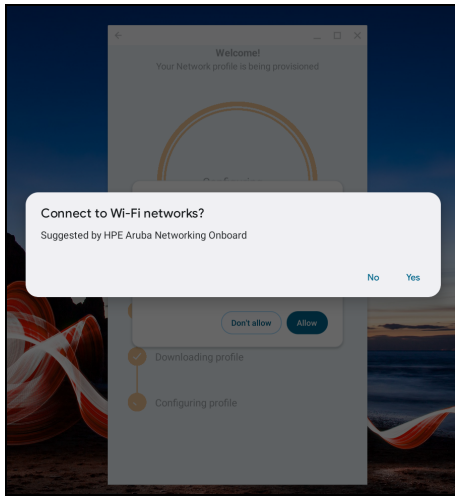 Welcome!
Your Network profile is being provisioned
Connect to Wi-Fi networks?
Suggested by HPE Aruba Networking Onboard
No Yes
Don't allow Allow
Downloading profile
Configuring profile